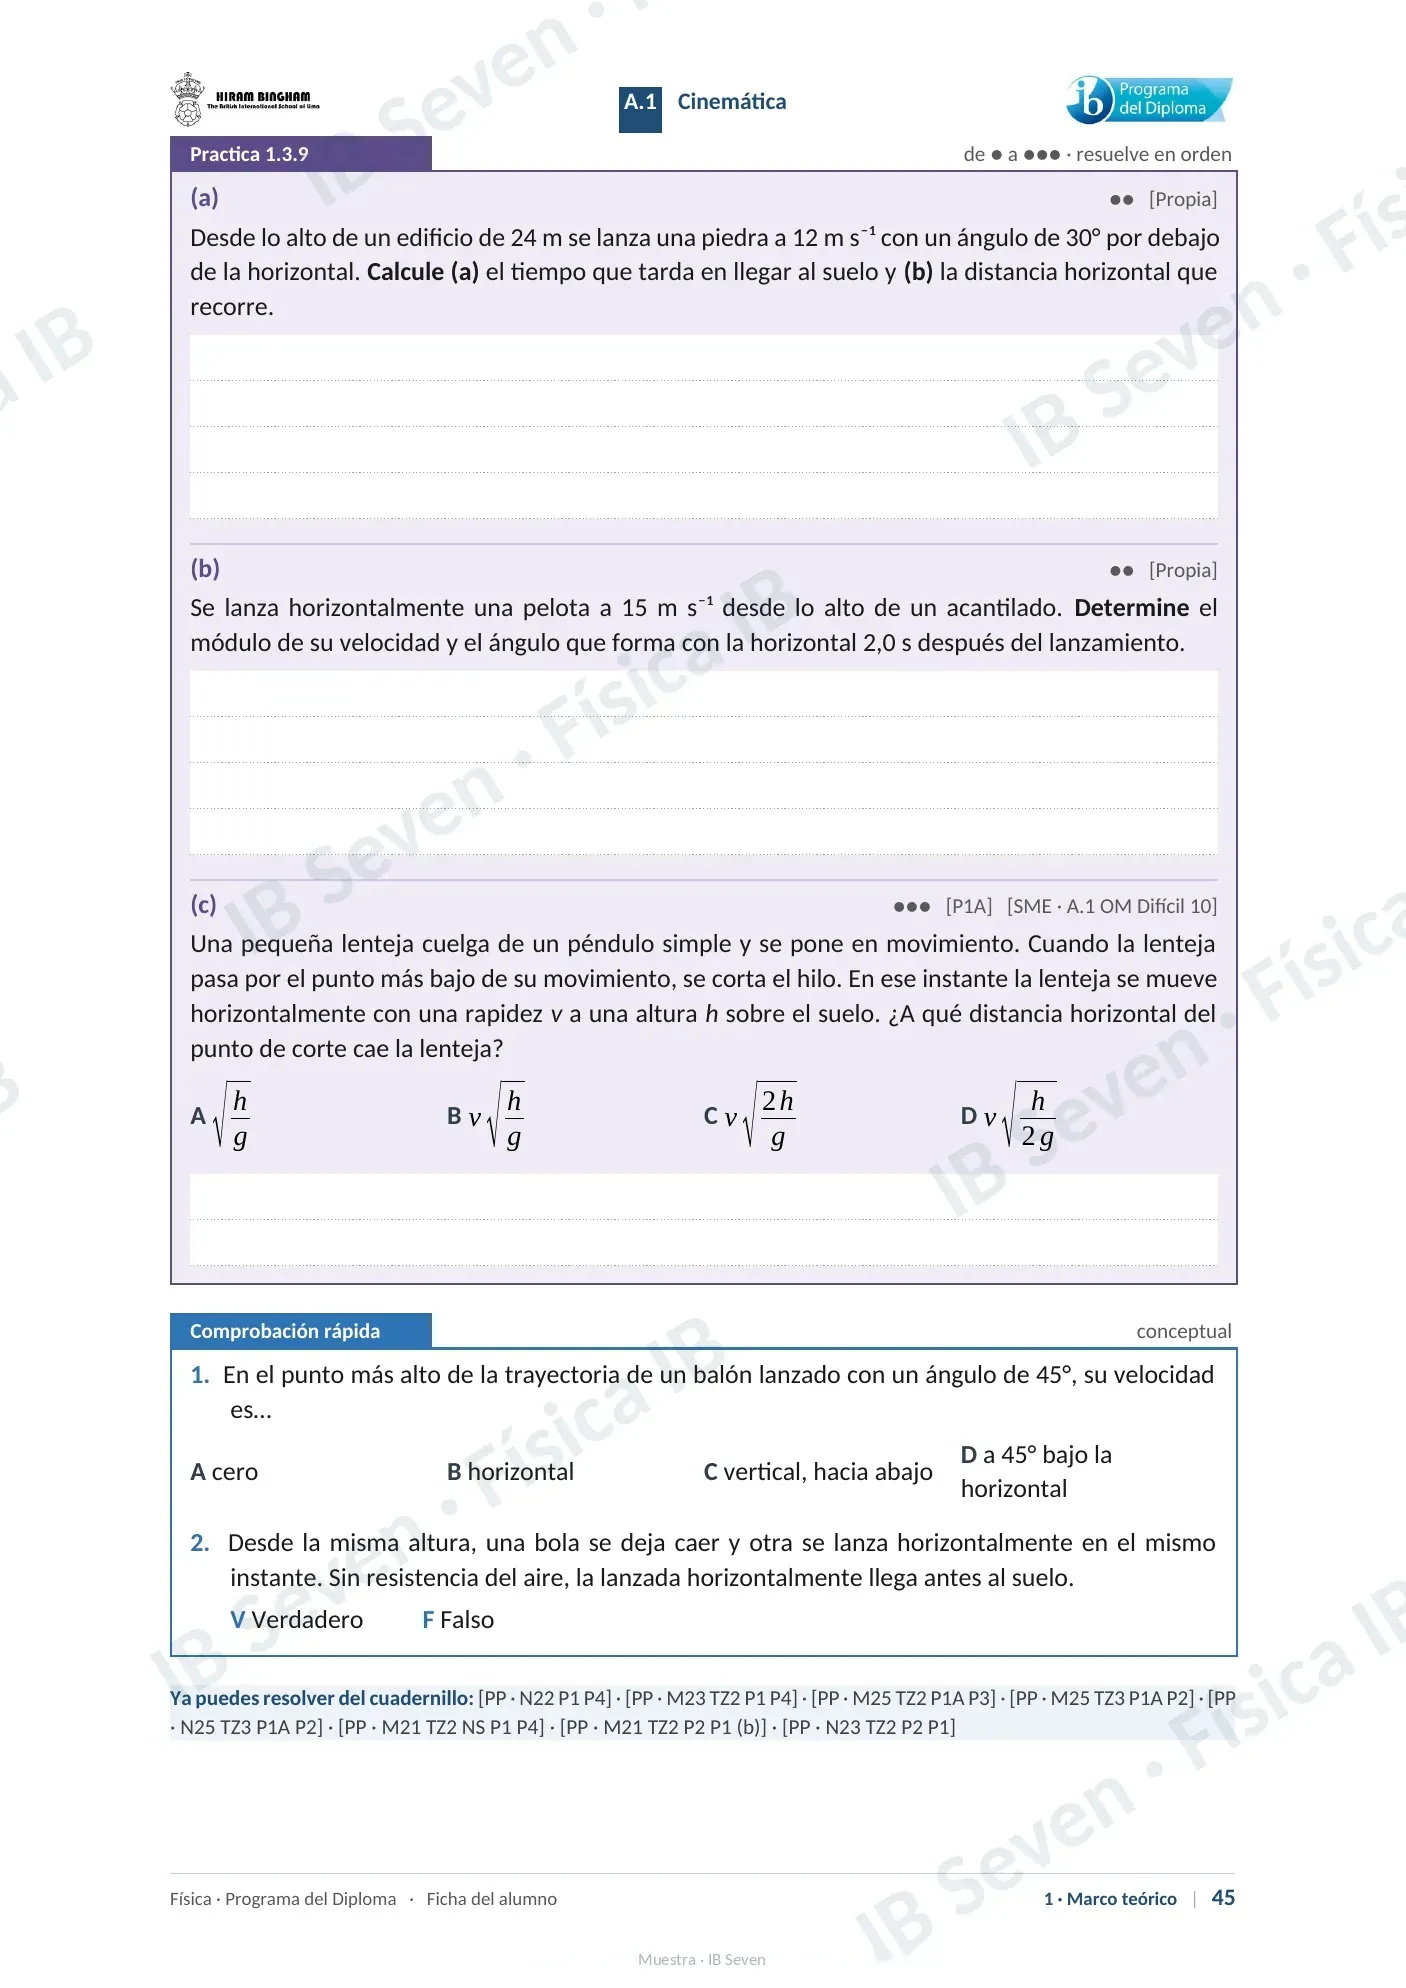 HIRAM BINGHAM
The British International School of Lima
A.1 Cinemática
Programa
del Diploma
Practica 1.3.9
de ● a ●●● · resuelve en orden
(a) ●● [Propia]
Desde lo alto de un edificio de 24 m se lanza una piedra a 12 m s⁻¹ con un ángulo de 30° por debajo
de la horizontal. Calcule (a) el tiempo que tarda en llegar al suelo y (b) la distancia horizontal que
recorre.
(b) ●● [Propia]
Se lanza horizontalmente una pelota a 15 m s⁻¹ desde lo alto de un acantilado. Determine el
módulo de su velocidad y el ángulo que forma con la horizontal 2,0 s después del lanzamiento.
(c) ●●● [P1A] [SME · A.1 OM Difícil 10]
Una pequeña lenteja cuelga de un péndulo simple y se pone en movimiento. Cuando la lenteja
pasa por el punto más bajo de su movimiento, se corta el hilo. En ese instante la lenteja se mueve
horizontalmente con una rapidez v a una altura h sobre el suelo. ¿A qué distancia horizontal del
punto de corte cae la lenteja?
A √(h/g) B v√(h/g) C v√(2h/g) D v√(h/2g)
Comprobación rápida
conceptual
1. En el punto más alto de la trayectoria de un balón lanzado con un ángulo de 45°, su velocidad
es…
A cero B horizontal C vertical, hacia abajo D a 45° bajo la
horizontal
2. Desde la misma altura, una bola se deja caer y otra se lanza horizontalmente en el mismo
instante. Sin resistencia del aire, la lanzada horizontalmente llega antes al suelo.
V Verdadero F Falso
Ya puedes resolver del cuadernillo: [PP · N22 P1 P4] · [PP · M23 TZ2 P1 P4] · [PP · M25 TZ2 P1A P3] · [PP · M25 TZ3 P1A P2] · [PP
· N25 TZ3 P1A P2] · [PP · M21 TZ2 NS P1 P4] · [PP · M21 TZ2 P2 P1 (b)] · [PP · N23 TZ2 P2 P1]
Física · Programa del Diploma · Ficha del alumno
1 · Marco teórico | 45
Muestra · IB Seven
IB Seven · Física IB